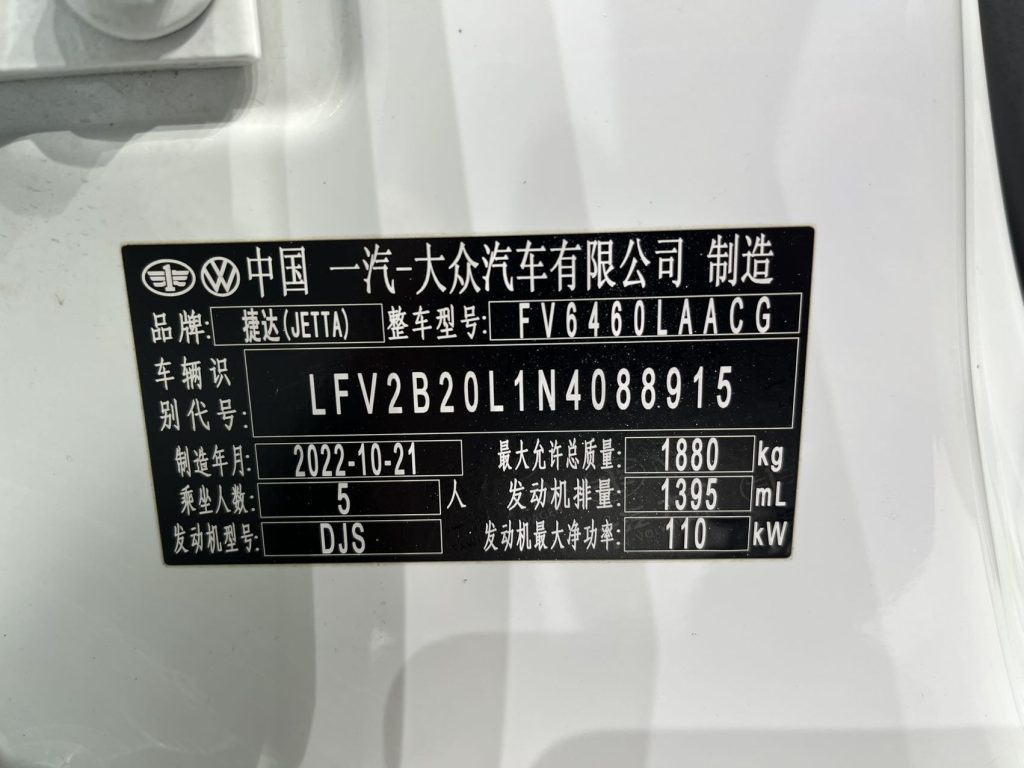 中国 一汽-大众汽车有限公司 制造
品牌: 捷达(JETTA) 整车型号: FV6460LAACG
车辆识别代号: LFV2B20L1N4088915
制造年月: 2022-10-21 最大允许总质量: 1880 kg
乘坐人数: 5 人 发动机排量: 1395 mL
发动机型号: DJS 发动机最大净功率: 110 kW